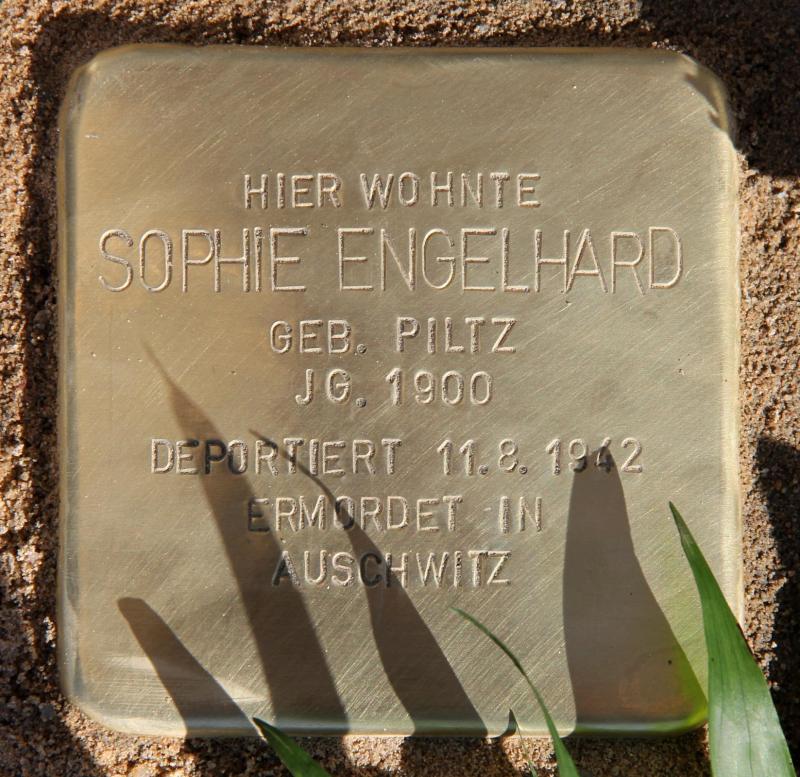 HIER WOHNTE
SOPHIE ENGELHARD
GEB. PILTZ
JG. 1900
DEPORTIERT 11.8.1942
ERMORDET IN
AUSCHWITZ